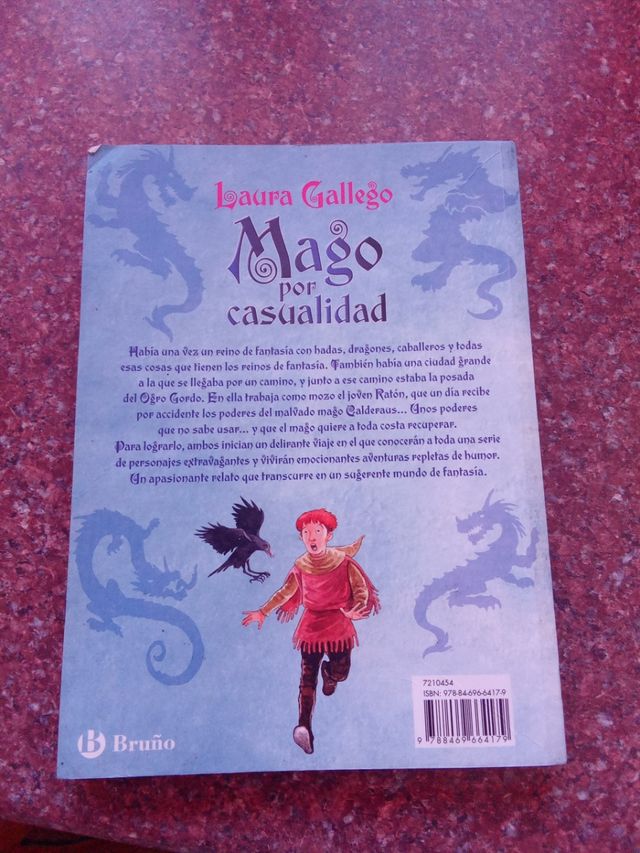 Laura Gallego
Mago
por
casualidad
Había una vez un reino de fantasía con hadas, dragones, caballeros y todas
esas cosas que tienen los reinos de fantasía. También había una ciudad grande
a la que se llegaba por un camino, y junto a ese camino estaba la posada
del Ogro Gordo. En ella trabaja como mozo el joven Ratón, que un día recibe
por accidente los poderes del malvado mago Calderaus... Unos poderes
que no sabe usar... y que el mago quiere a toda costa recuperar.
Para lograrlo, ambos inician un delirante viaje en el que conocerán a toda una serie
de personajes extravagantes y vivirán emocionantes aventuras repletas de humor.
Un apasionante relato que transcurre en un sugerente mundo de fantasía.
7210454
ISBN: 978-84-696-6417-9
9 788469 664179
B Bruño